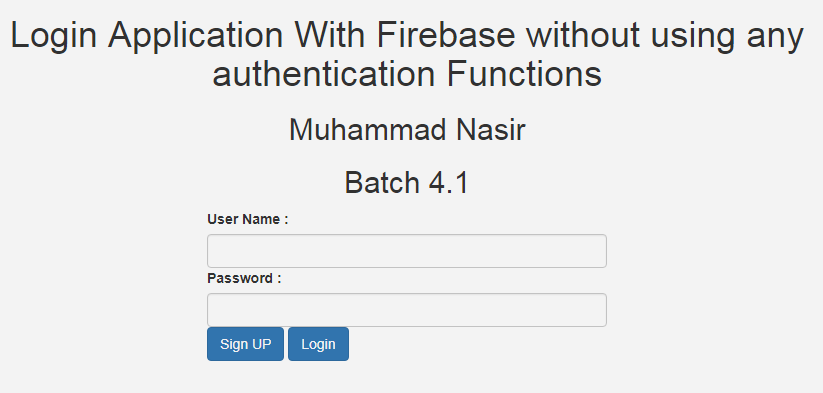 Login Application With Firebase without using any
authentication Functions
Muhammad Nasir
Batch 4.1
User Name :
Password :
Sign UP Login